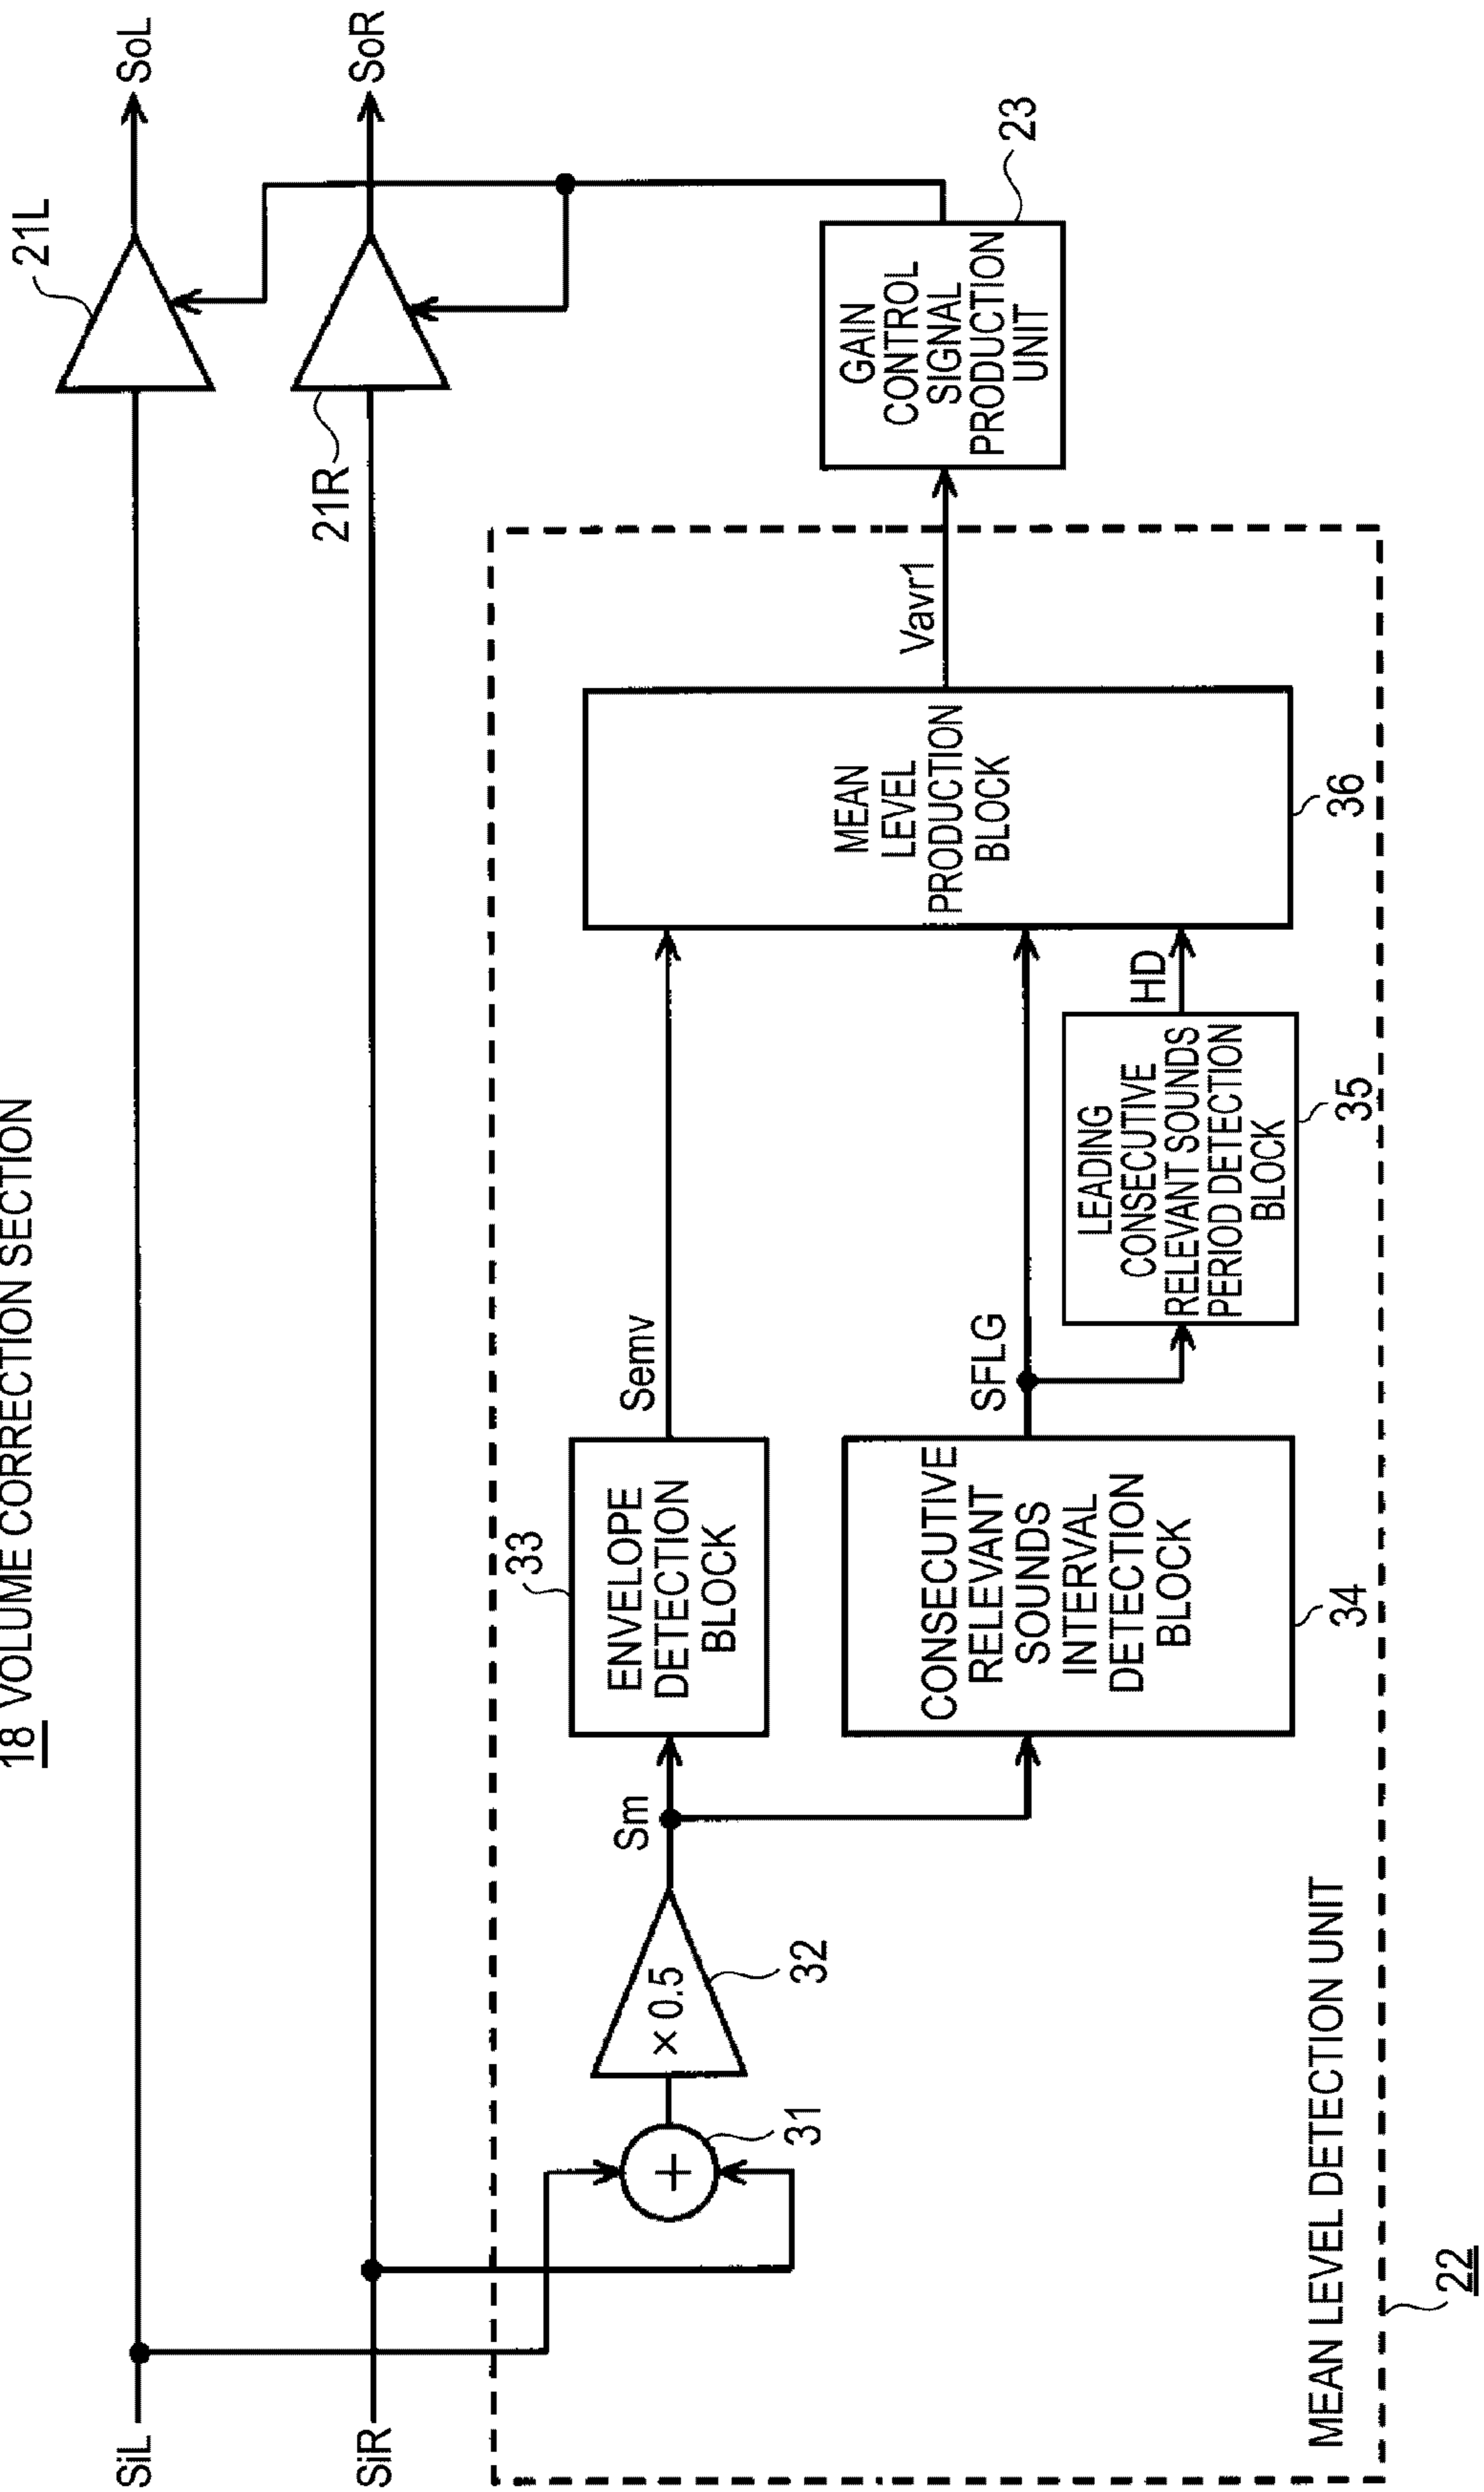 18 VOLUME CORRECTION SECTION
SiL
21L
SoL
SiR
21R
SoR
31
× 0.5
32
+
Sm
33
ENVELOPE
DETECTION
BLOCK
Semv
CONSECUTIVE
RELEVANT
SOUNDS
INTERVAL
DETECTION
BLOCK
34
SFLG
LEADING
CONSECUTIVE
RELEVANT SOUNDS
PERIOD DETECTION
BLOCK
35
HD
MEAN
LEVEL
PRODUCTION
BLOCK
36
Vavr1
GAIN
CONTROL
SIGNAL
PRODUCTION
UNIT
23
MEAN LEVEL DETECTION UNIT
22